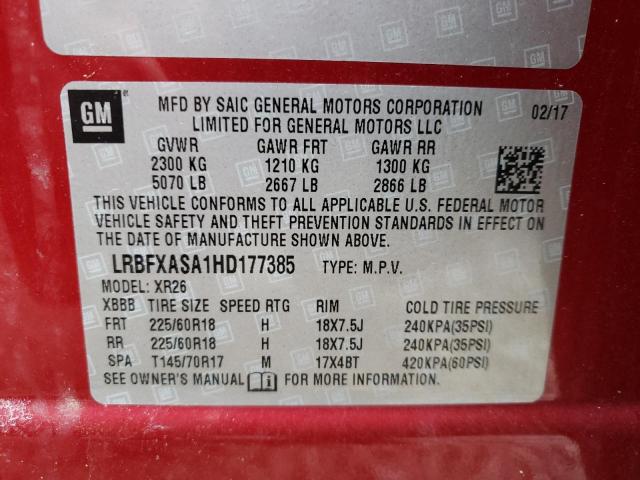 GM
MFD BY SAIC GENERAL MOTORS CORPORATION 02/17
LIMITED FOR GENERAL MOTORS LLC
GVWR GAWR FRT GAWR RR
2300 KG 1210 KG 1300 KG
5070 LB 2667 LB 2866 LB
THIS VEHICLE CONFORMS TO ALL APPLICABLE U.S. FEDERAL MOTOR
VEHICLE SAFETY AND THEFT PREVENTION STANDARDS IN EFFECT ON
THE DATE OF MANUFACTURE SHOWN ABOVE.
LRBFXASA1HD177385 TYPE: M.P.V.
MODEL: XR26
XBBB TIRE SIZE SPEED RTG RIM COLD TIRE PRESSURE
FRT 225/60R18 H 18X7.5J 240KPA(35PSI)
RR 225/60R18 H 18X7.5J 240KPA(35PSI)
SPA T145/70R17 M 17X4BT 420KPA(60PSI)
SEE OWNER'S MANUAL FOR MORE INFORMATION